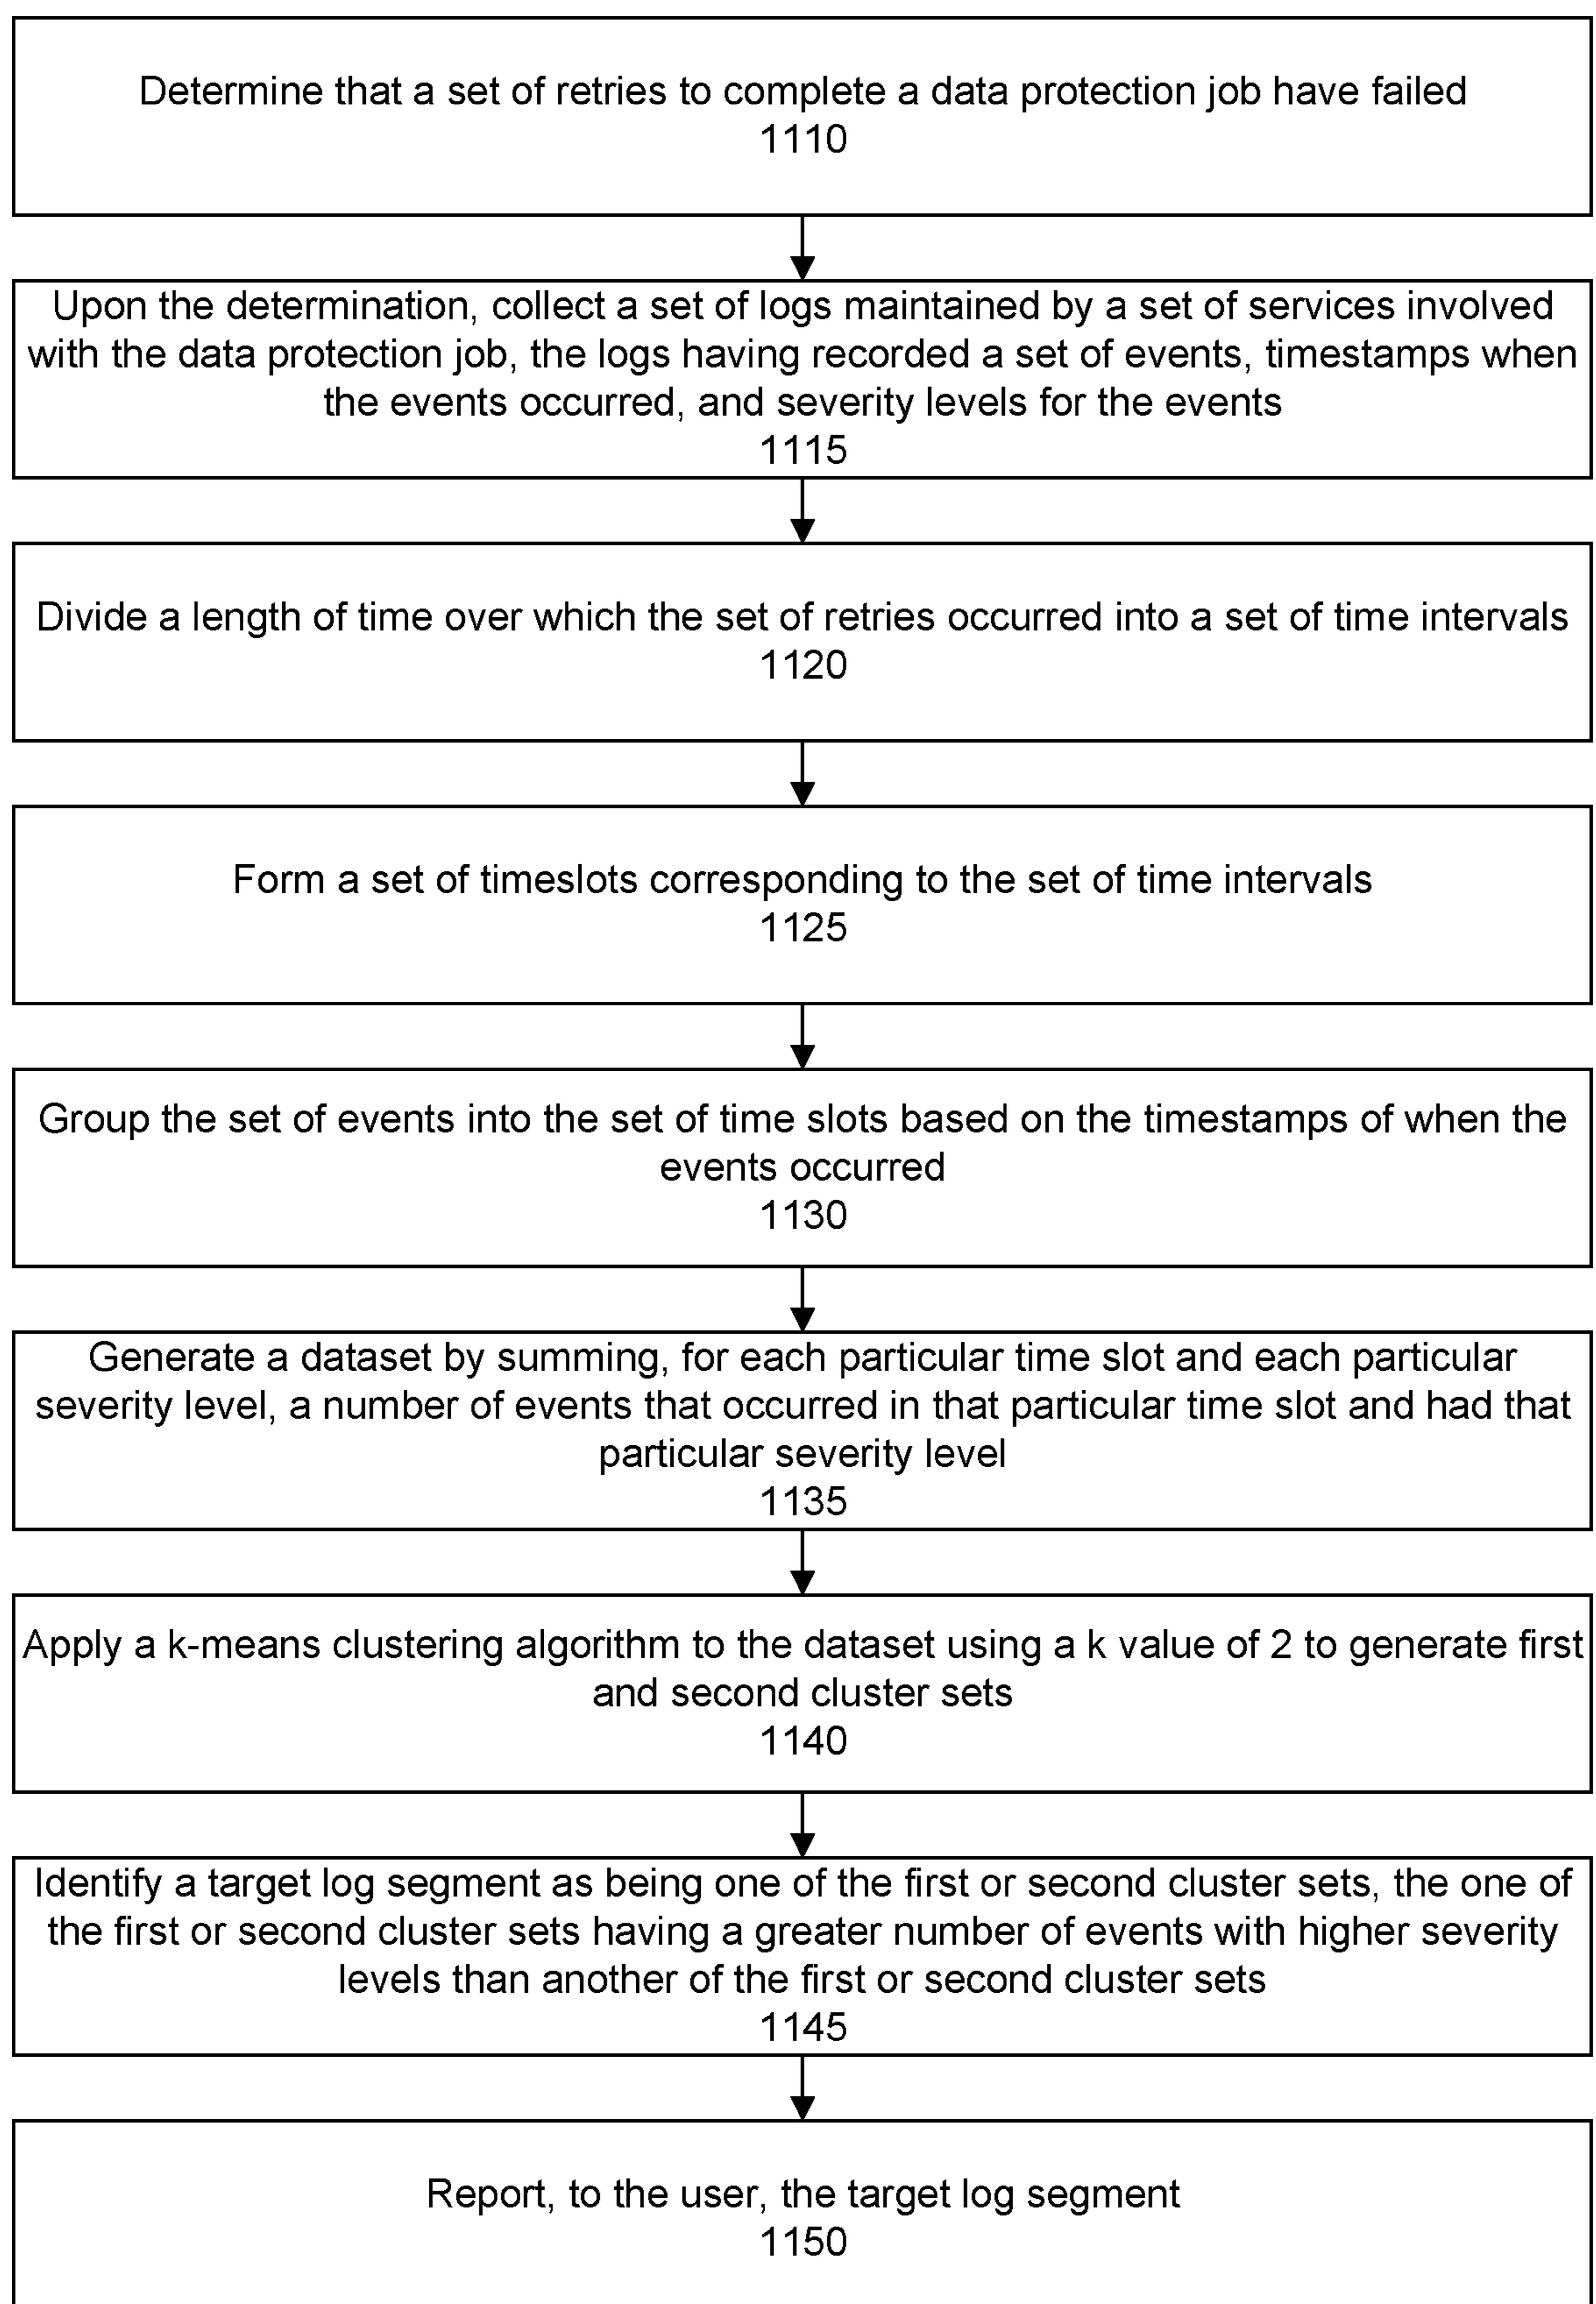 Determine that a set of retries to complete a data protection job have failed
1110
Upon the determination, collect a set of logs maintained by a set of services involved
with the data protection job, the logs having recorded a set of events, timestamps when
the events occurred, and severity levels for the events
1115
Divide a length of time over which the set of retries occurred into a set of time intervals
1120
Form a set of timeslots corresponding to the set of time intervals
1125
Group the set of events into the set of time slots based on the timestamps of when the
events occurred
1130
Generate a dataset by summing, for each particular time slot and each particular
severity level, a number of events that occurred in that particular time slot and had that
particular severity level
1135
Apply a k-means clustering algorithm to the dataset using a k value of 2 to generate first
and second cluster sets
1140
Identify a target log segment as being one of the first or second cluster sets, the one of
the first or second cluster sets having a greater number of events with higher severity
levels than another of the first or second cluster sets
1145
Report, to the user, the target log segment
1150